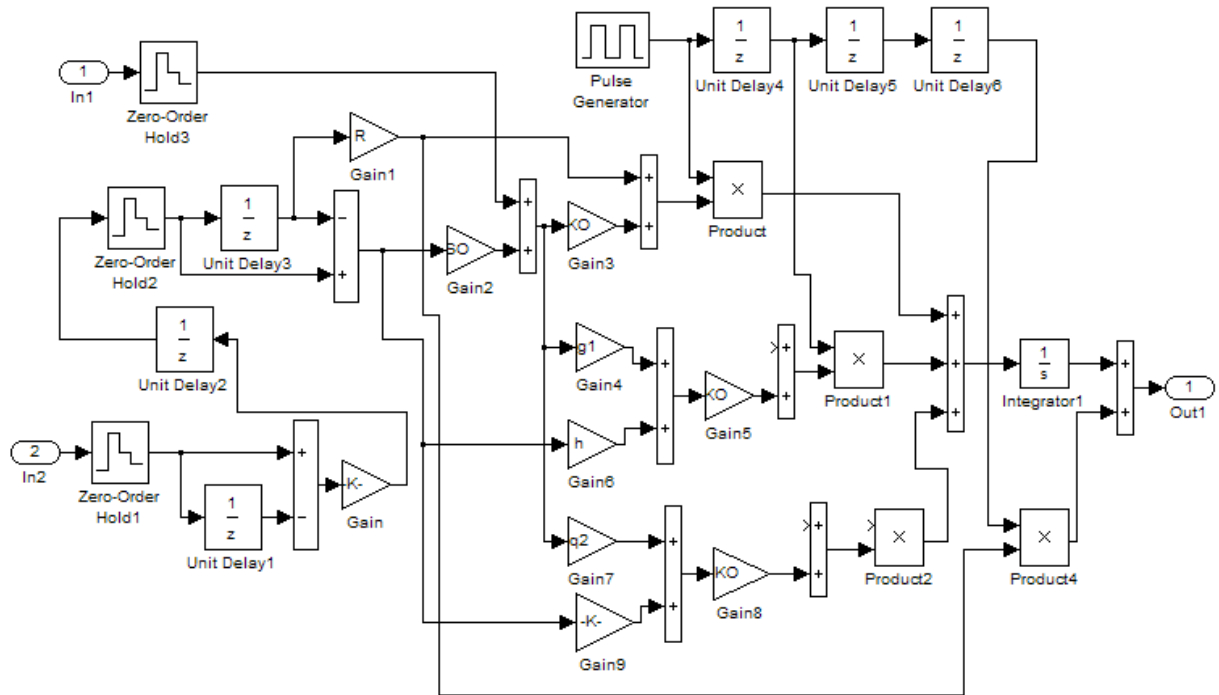 1
In1
Zero-Order
Hold3
R
Gain1
Pulse
Generator
1
z
Unit Delay4
1
z
Unit Delay5
1
z
Unit Delay6
Zero-Order
Hold2
1
z
Unit Delay3
−
+
BO
Gain2
+
+
KO
Gain3
+
+
×
Product
1
z
Unit Delay2
g1
Gain4
h
Gain6
+
+
KO
Gain5
+
+
×
Product1
+
+
+
1
s
Integrator1
+
+
1
Out1
2
In2
Zero-Order
Hold1
1
z
Unit Delay1
+
−
K-
Gain
q2
Gain7
-K-
Gain9
+
+
KO
Gain8
+
+
×
Product2
×
Product4